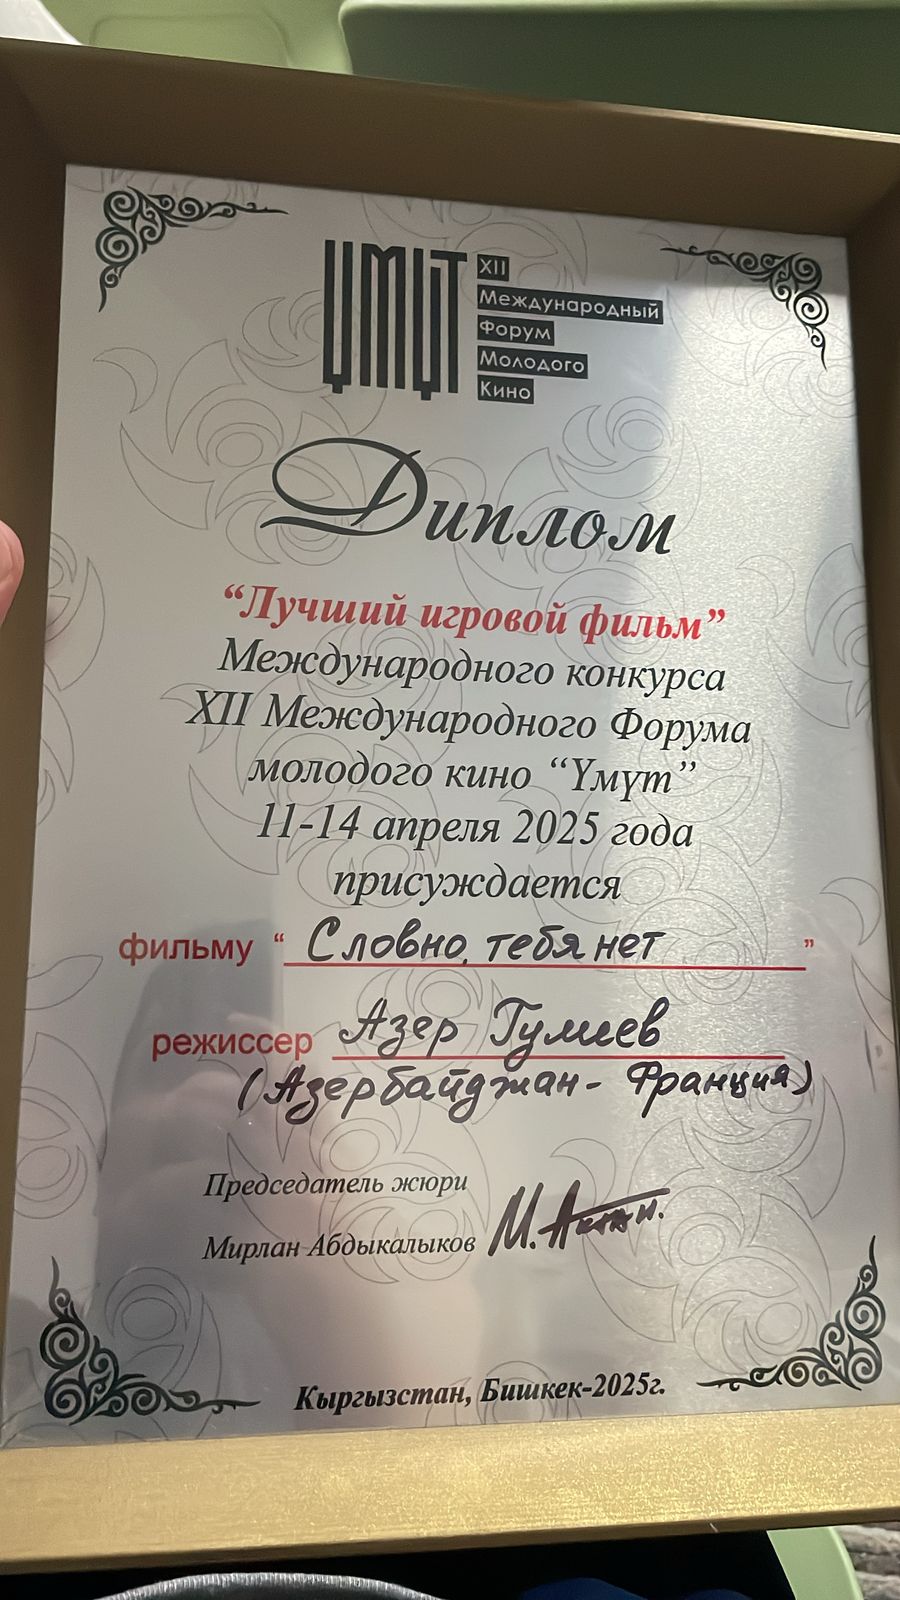 ÜMÜT
XII
Международный
Форум
Молодого
Кино
Диплом
“Лучший игровой фильм”
Международного конкурса
XII Международного Форума
молодого кино “Үмүт”
11-14 апреля 2025 года
присуждается
фильму “Словно тебя нет”
режиссер Азер Гулиев
(Азербайджан- Франция)
Председатель жюри
Мирлан Абдыкалыков
Кыргызстан, Бишкек-2025г.